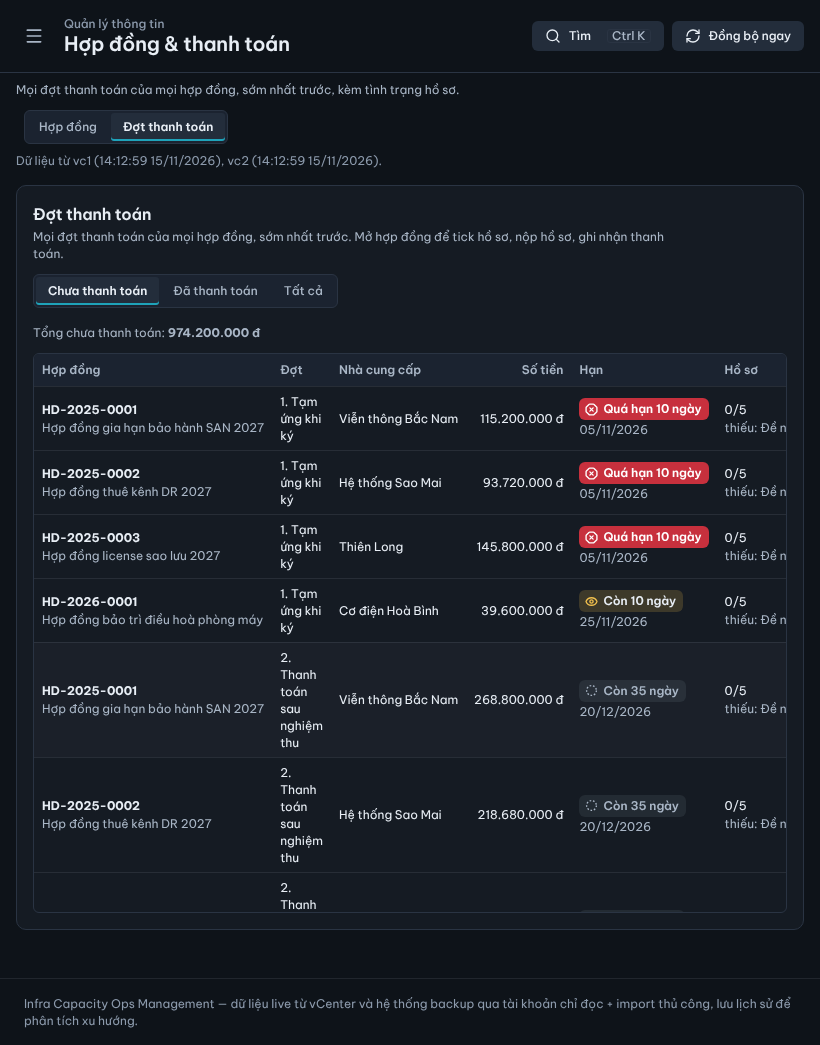 Quản lý thông tin
Hợp đồng & thanh toán
Tìm Ctrl K
Đồng bộ ngay
Mọi đợt thanh toán của mọi hợp đồng, sớm nhất trước, kèm tình trạng hồ sơ.
Hợp đồng Đợt thanh toán
Dữ liệu từ vc1 (14:12:59 15/11/2026), vc2 (14:12:59 15/11/2026).
Đợt thanh toán
Mọi đợt thanh toán của mọi hợp đồng, sớm nhất trước. Mở hợp đồng để tick hồ sơ, nộp hồ sơ, ghi nhận thanh
toán.
Chưa thanh toán Đã thanh toán Tất cả
Tổng chưa thanh toán: 974.200.000 đ
Hợp đồng Đợt Nhà cung cấp Số tiền Hạn Hồ sơ
HD-2025-0001
Hợp đồng gia hạn bảo hành SAN 2027
1. Tạm
ứng khi
ký
Viễn thông Bắc Nam
115.200.000 đ
Quá hạn 10 ngày
05/11/2026
0/5
thiếu: Đề n
HD-2025-0002
Hợp đồng thuê kênh DR 2027
1. Tạm
ứng khi
ký
Hệ thống Sao Mai
93.720.000 đ
Quá hạn 10 ngày
05/11/2026
0/5
thiếu: Đề n
HD-2025-0003
Hợp đồng license sao lưu 2027
1. Tạm
ứng khi
ký
Thiên Long
145.800.000 đ
Quá hạn 10 ngày
05/11/2026
0/5
thiếu: Đề n
HD-2026-0001
Hợp đồng bảo trì điều hoà phòng máy
1. Tạm
ứng khi
ký
Cơ điện Hoà Bình
39.600.000 đ
Còn 10 ngày
25/11/2026
0/5
thiếu: Đề n
HD-2025-0001
Hợp đồng gia hạn bảo hành SAN 2027
2.
Thanh
toán
sau
nghiệm
thu
Viễn thông Bắc Nam
268.800.000 đ
Còn 35 ngày
20/12/2026
0/5
thiếu: Đề n
HD-2025-0002
Hợp đồng thuê kênh DR 2027
2.
Thanh
toán
sau
nghiệm
thu
Hệ thống Sao Mai
218.680.000 đ
Còn 35 ngày
20/12/2026
0/5
thiếu: Đề n
2.
Thanh
Infra Capacity Ops Management — dữ liệu live từ vCenter và hệ thống backup qua tài khoản chỉ đọc + import thủ công, lưu lịch sử để
phân tích xu hướng.